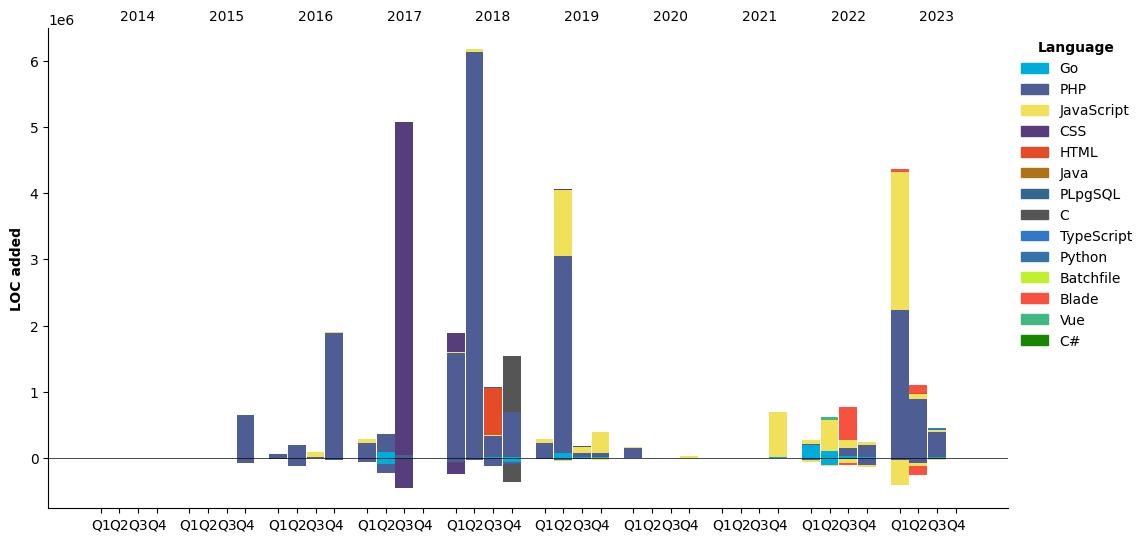 1e6
2014 2015 2016 2017 2018 2019 2020 2021 2022 2023
LOC added
6
5
4
3
2
1
0
Q1Q2Q3Q4 Q1Q2Q3Q4 Q1Q2Q3Q4 Q1Q2Q3Q4 Q1Q2Q3Q4 Q1Q2Q3Q4 Q1Q2Q3Q4 Q1Q2Q3Q4 Q1Q2Q3Q4 Q1Q2Q3Q4
Language
Go
PHP
JavaScript
CSS
HTML
Java
PLpgSQL
C
TypeScript
Python
Batchfile
Blade
Vue
C#